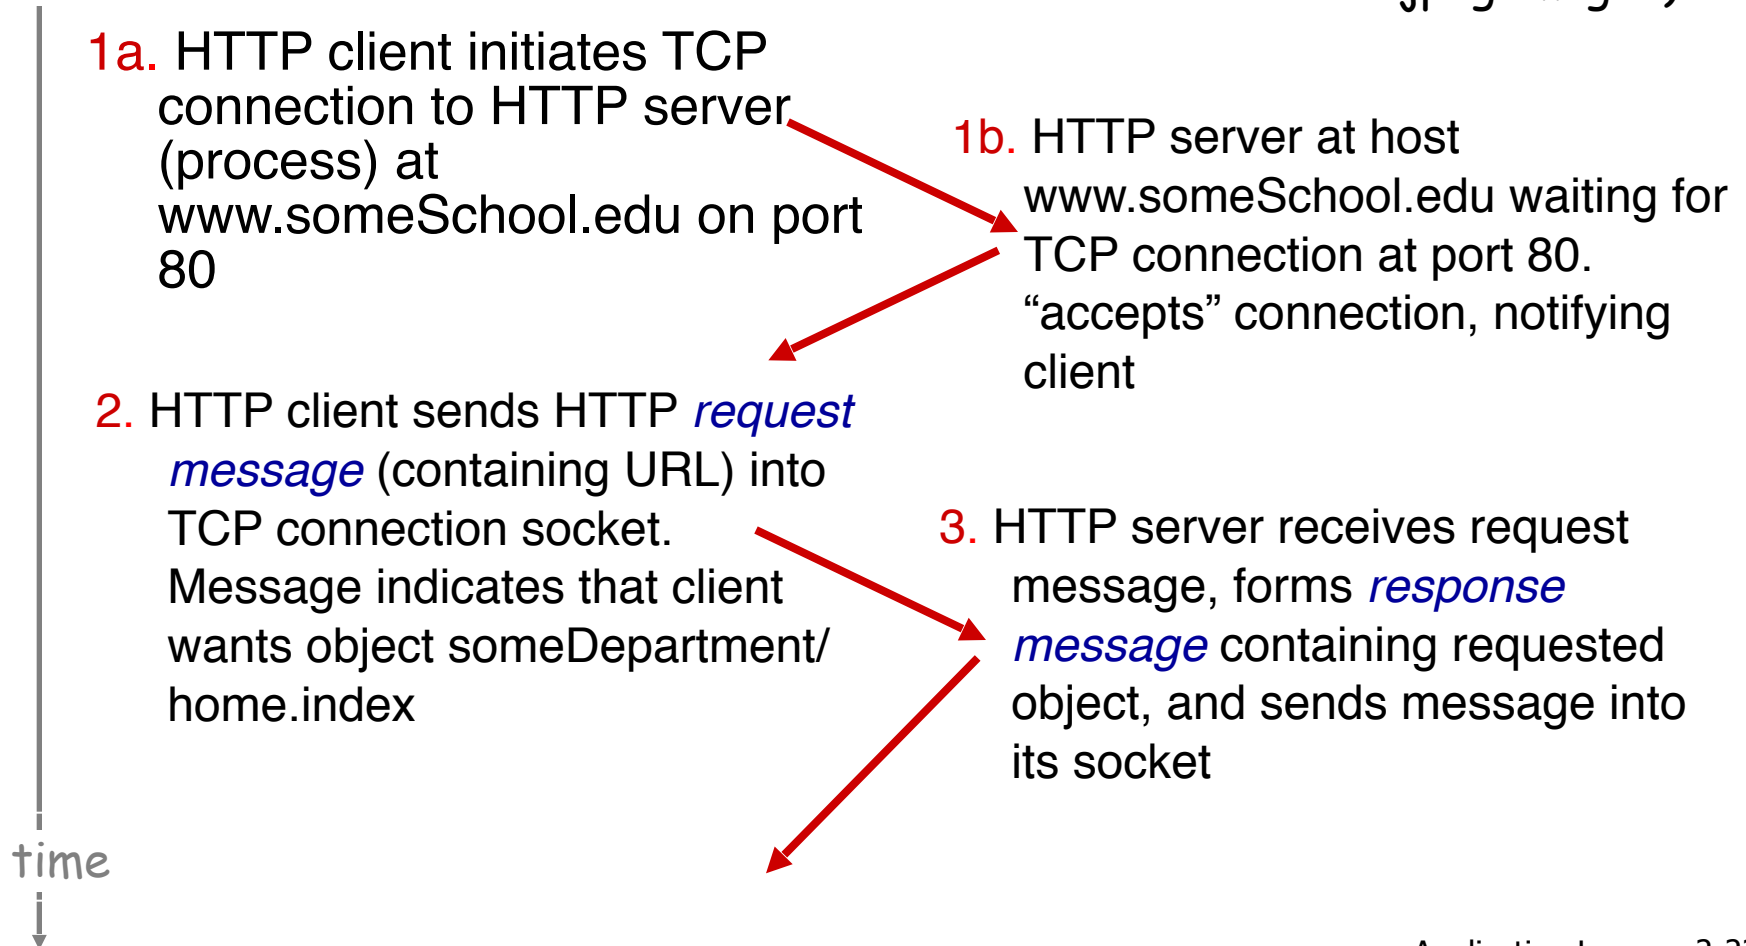 1a. HTTP client initiates TCP
connection to HTTP server
(process) at
www.someSchool.edu on port
80
1b. HTTP server at host
www.someSchool.edu waiting for
TCP connection at port 80.
“accepts” connection, notifying
client
2. HTTP client sends HTTP request
message (containing URL) into
TCP connection socket.
Message indicates that client
wants object someDepartment/
home.index
3. HTTP server receives request
message, forms response
message containing requested
object, and sends message into
its socket
time